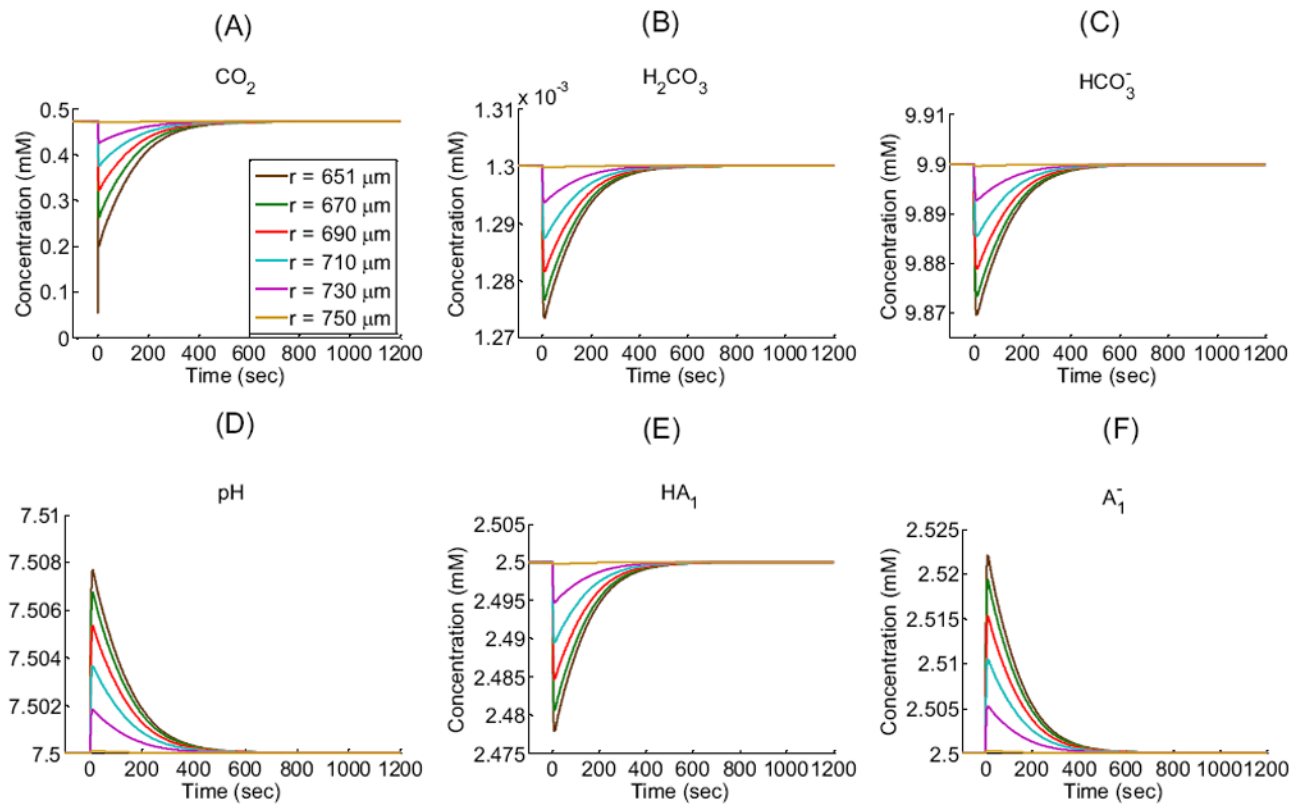 (A)
CO₂
Concentration (mM)
0.5
0.4
0.3
0.2
0.1
0
0 200 400 600 800 1000 1200
Time (sec)
r = 651 μm
r = 670 μm
r = 690 μm
r = 710 μm
r = 730 μm
r = 750 μm
(B)
H₂CO₃
x 10⁻³
Concentration (mM)
1.31
1.3
1.29
1.28
1.27
0 200 400 600 800 1000 1200
Time (sec)
(C)
HCO₃⁻
Concentration (mM)
9.91
9.9
9.89
9.88
9.87
0 200 400 600 800 1000 1200
Time (sec)
(D)
pH
7.51
7.508
7.506
7.504
7.502
7.5
0 200 400 600 800 1000 1200
Time (sec)
(E)
HA₁
Concentration (mM)
2.505
2.5
2.495
2.49
2.485
2.48
2.475
0 200 400 600 800 1000 1200
Time (sec)
(F)
A₁⁻
Concentration (mM)
2.525
2.52
2.515
2.51
2.505
2.5
0 200 400 600 800 1000 1200
Time (sec)